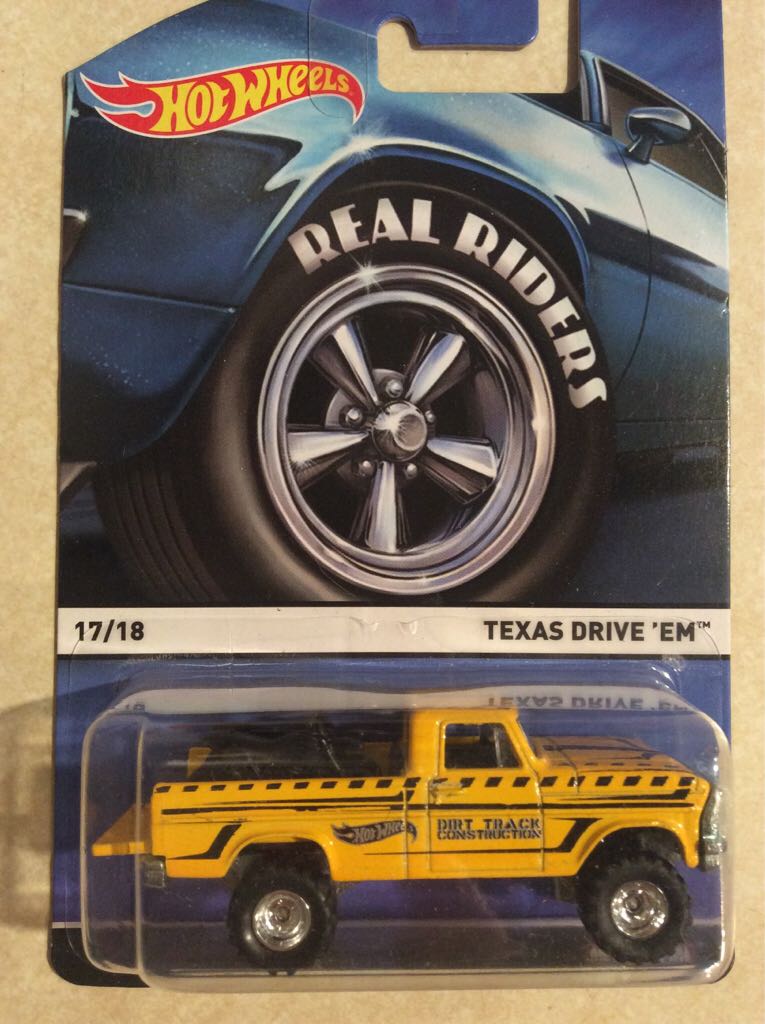 HOT WHEELS
REAL RIDERS
17/18 TEXAS DRIVE 'EM™
TEXAS DRIVE 'EM
HOT WHEELS DIRT TRACK
CONSTRUCTION